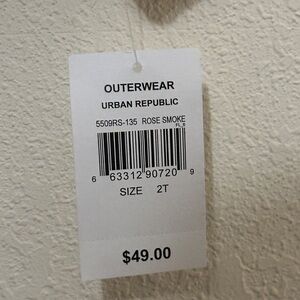 OUTERWEAR
URBAN REPUBLIC
5509RS-135 ROSE SMOKE
6 63312 90720 9
SIZE 2T
$49.00